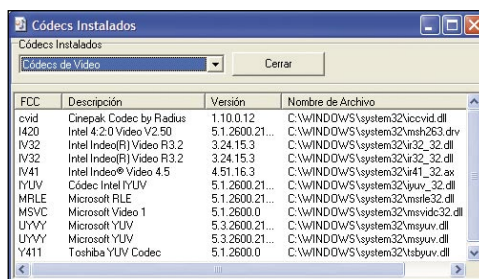 Códecs Instalados
Códecs Instalados
Códecs de Video Cerrar
FCC Descripción Versión Nombre de Archivo
cvid Cinepak Codec by Radius 1.10.0.12 C:\WINDOWS\system32\iccvid.dll
I420 Intel 4:2:0 Video V2.50 5.1.2600.21... C:\WINDOWS\system32\msh263.drv
IV32 Intel Indeo(R) Video R3.2 3.24.15.3 C:\WINDOWS\system32\ir32_32.dll
IV32 Intel Indeo(R) Video R3.2 3.24.15.3 C:\WINDOWS\system32\ir32_32.dll
IV41 Intel Indeo® Video 4.5 4.51.16.3 C:\WINDOWS\system32\ir41_32.ax
IYUV Códec Intel IYUV 5.1.2600.21... C:\WINDOWS\system32\iyuv_32.dll
MRLE Microsoft RLE 5.1.2600.21... C:\WINDOWS\system32\msrle32.dll
MSVC Microsoft Video 1 5.1.2600.0 C:\WINDOWS\system32\msvidc32.dll
UYVY Microsoft YUV 5.3.2600.21... C:\WINDOWS\system32\msyuv.dll
UYVY Microsoft YUV 5.3.2600.21... C:\WINDOWS\system32\msyuv.dll
Y411 Toshiba YUV Codec 5.1.2600.0 C:\WINDOWS\system32\tsbyuv.dll